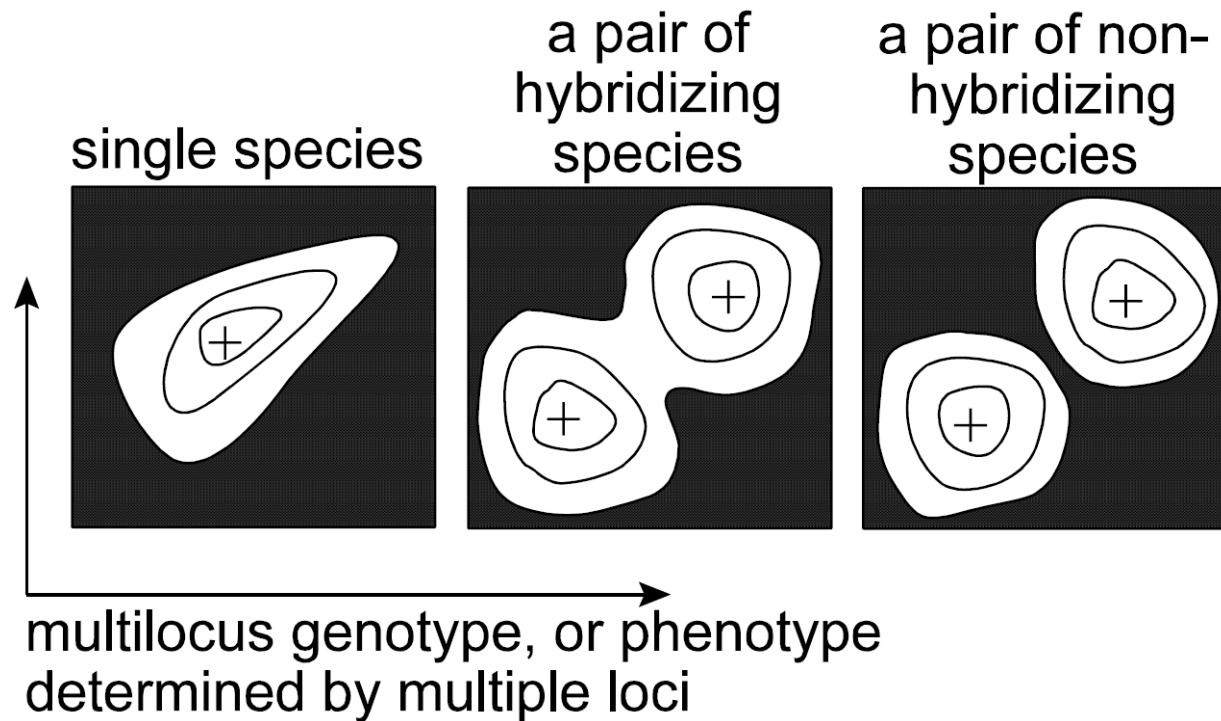 single species
a pair of
hybridizing
species
a pair of non-
hybridizing
species
multilocus genotype, or phenotype
determined by multiple loci